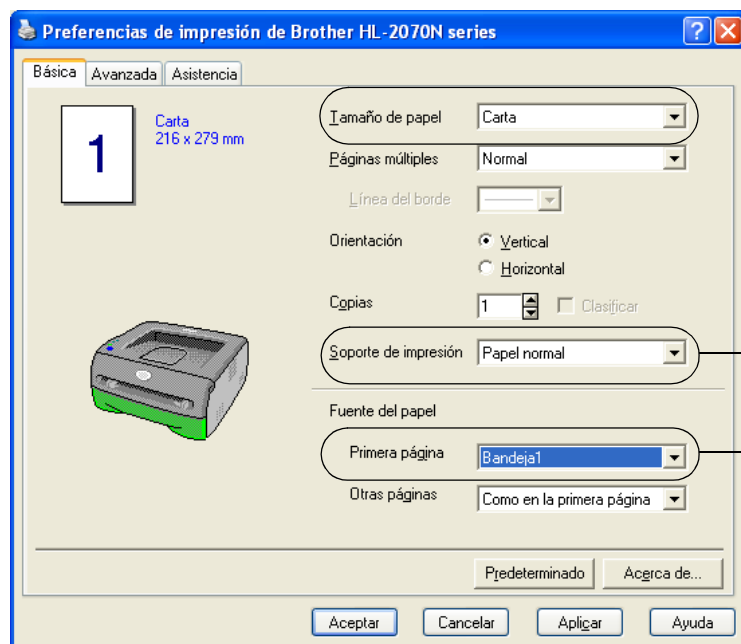 Preferencias de impresión de Brother HL-2070N series
Básica Avanzada Asistencia
1
Carta
216 x 279 mm
Tamaño de papel Carta
Páginas múltiples Normal
Línea del borde
Orientación Vertical
Horizontal
Copias 1 Clasificar
Soporte de impresión Papel normal
Fuente del papel
Primera página Bandeja1
Otras páginas Como en la primera página
Predeterminado Acerca de...
Aceptar Cancelar Aplicar Ayuda